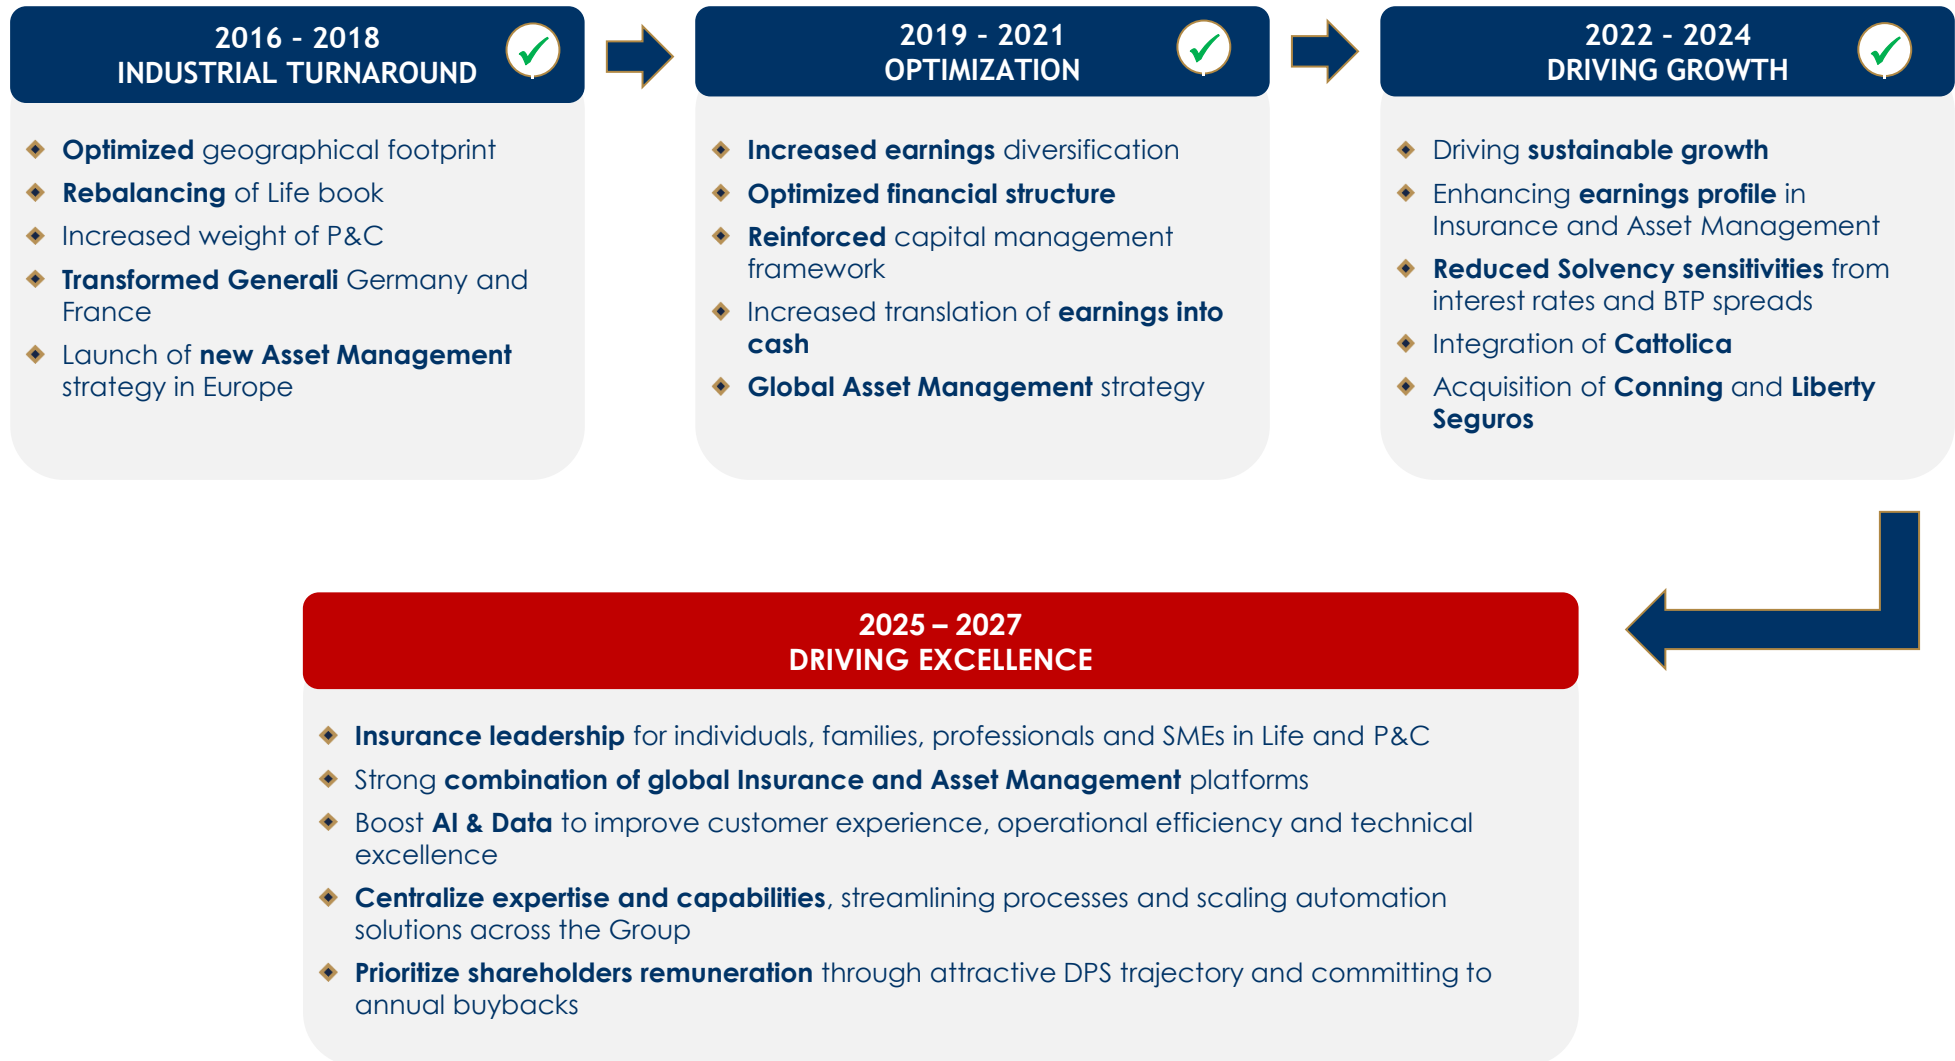 2016 – 2018
INDUSTRIAL TURNAROUND
Optimized geographical footprint
Rebalancing of Life book
Increased weight of P&C
Transformed Generali Germany and
France
Launch of new Asset Management
strategy in Europe
2019 – 2021
OPTIMIZATION
Increased earnings diversification
Optimized financial structure
Reinforced capital management
framework
Increased translation of earnings into
cash
Global Asset Management strategy
2022 – 2024
DRIVING GROWTH
Driving sustainable growth
Enhancing earnings profile in
Insurance and Asset Management
Reduced Solvency sensitivities from
interest rates and BTP spreads
Integration of Cattolica
Acquisition of Conning and Liberty
Seguros
2025 – 2027
DRIVING EXCELLENCE
Insurance leadership for individuals, families, professionals and SMEs in Life and P&C
Strong combination of global Insurance and Asset Management platforms
Boost AI & Data to improve customer experience, operational efficiency and technical
excellence
Centralize expertise and capabilities, streamlining processes and scaling automation
solutions across the Group
Prioritize shareholders remuneration through attractive DPS trajectory and committing to
annual buybacks